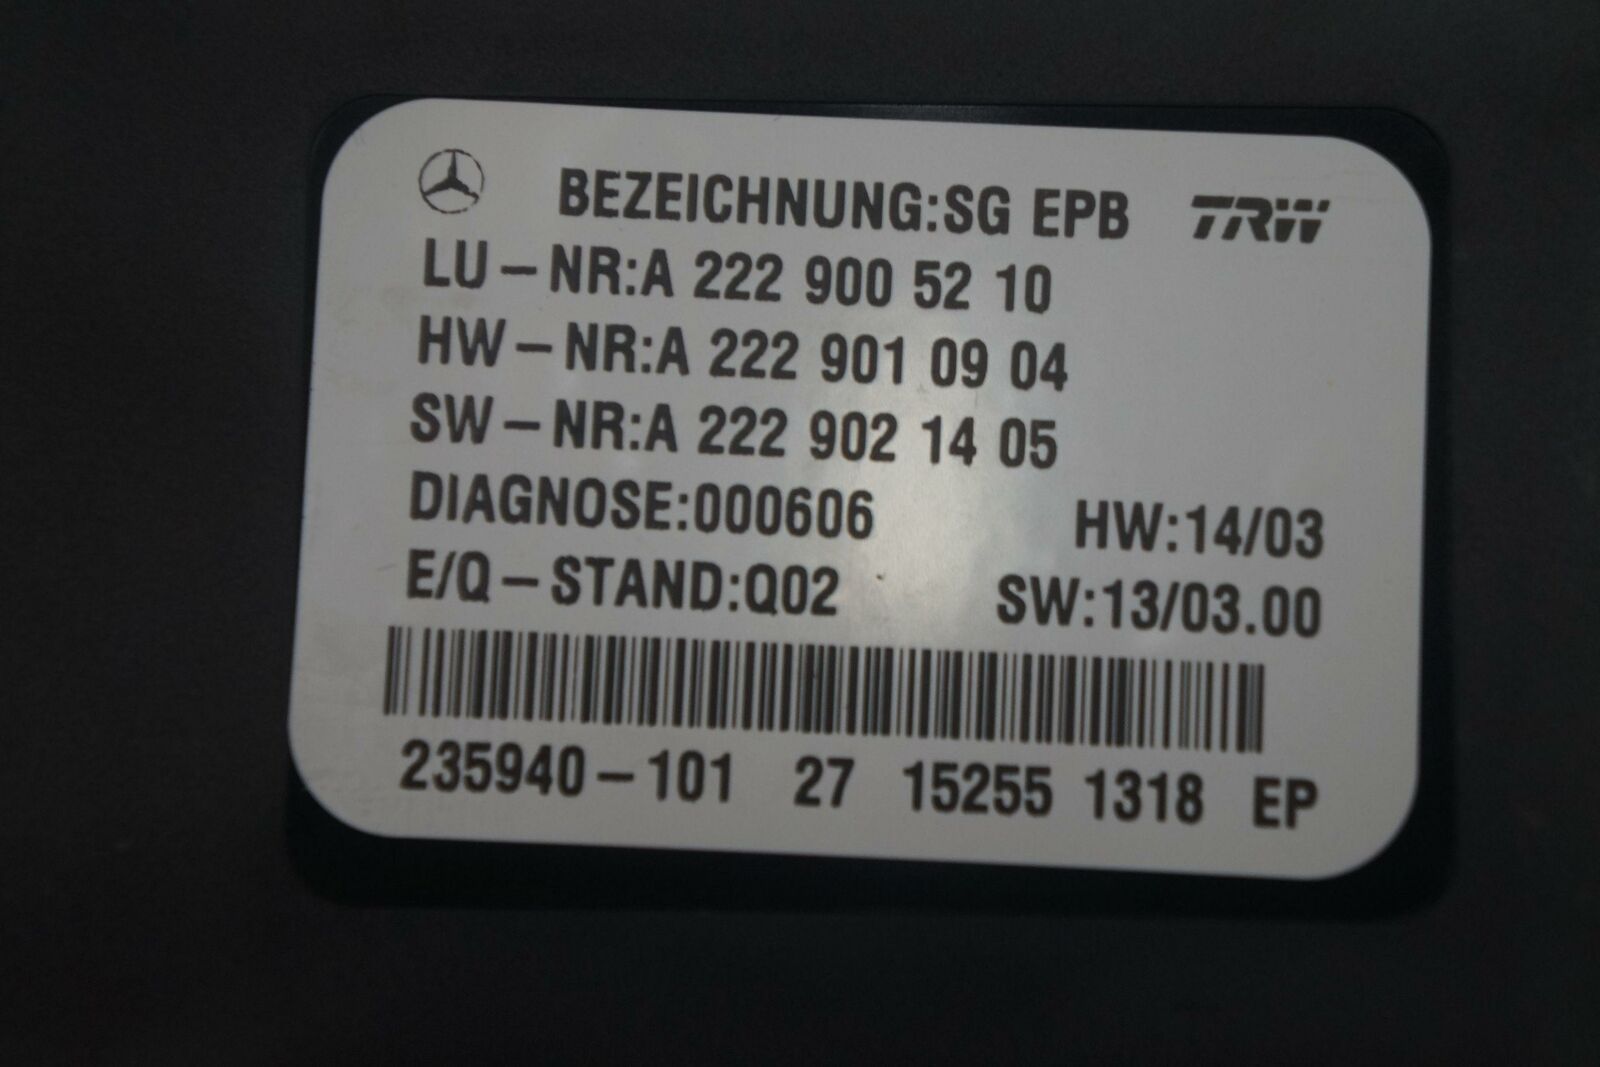 BEZEICHNUNG:SG EPB TRW
LU-NR:A 222 900 52 10
HW-NR:A 222 901 09 04
SW-NR:A 222 902 14 05
DIAGNOSE:000606 HW:14/03
E/Q-STAND:Q02 SW:13/03.00
235940-101 27 15255 1318 EP